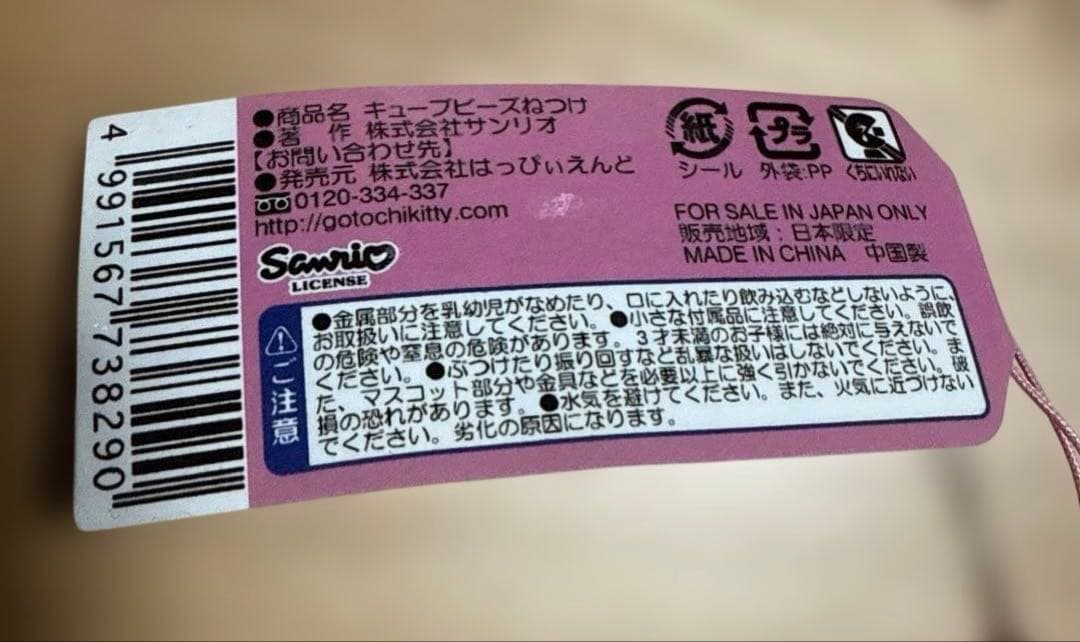 4 991567 738290
●商品名 キューブビーズねつけ
●著 作 株式会社サンリオ
【お問い合わせ先】
●発売元 株式会社はっぴぃえんど
0120-334-337
http://gotochikitty.com
Sanrio
LICENSE
紙
シール
プラ
外袋:PP
くちにいれない
FOR SALE IN JAPAN ONLY
販売地域：日本限定
MADE IN CHINA 中国製
ご注意
●金属部分を乳幼児がなめたり、口に入れたり飲み込むなどしないように、
お取扱いに注意してください。●小さな付属品に注意してください。誤飲
の危険や窒息の危険があります。3才未満のお子様には絶対に与えないで
ください。●ぶつけたり振り回すなど乱暴な扱いはしないでください。ま
た、マスコット部分や金具などを必要以上に強く引かないでください。破
損の恐れがあります。●水気を避けてください。また、火気に近づけない
でください。劣化の原因になります。